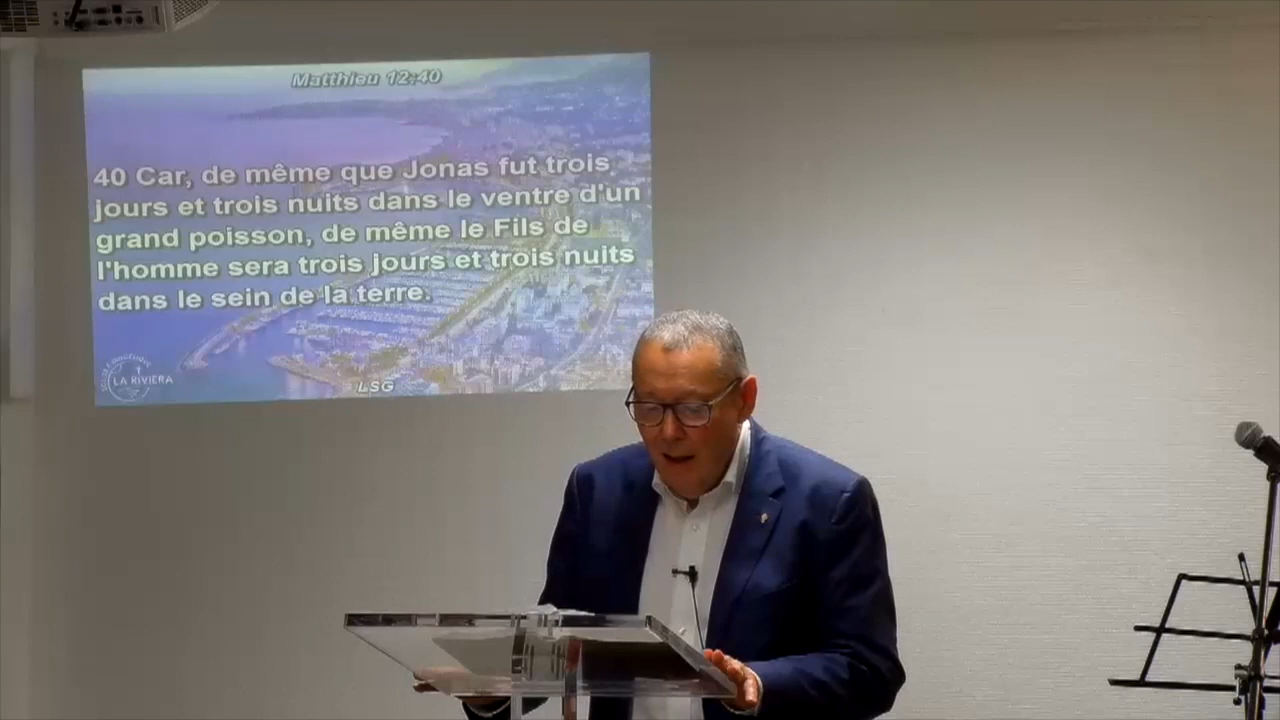 Matthieu 12:40
40 Car, de même que Jonas fut trois
jours et trois nuits dans le ventre d'un
grand poisson, de même le Fils de
l'homme sera trois jours et trois nuits
dans le sein de la terre.
LA RIVIERA
LSG